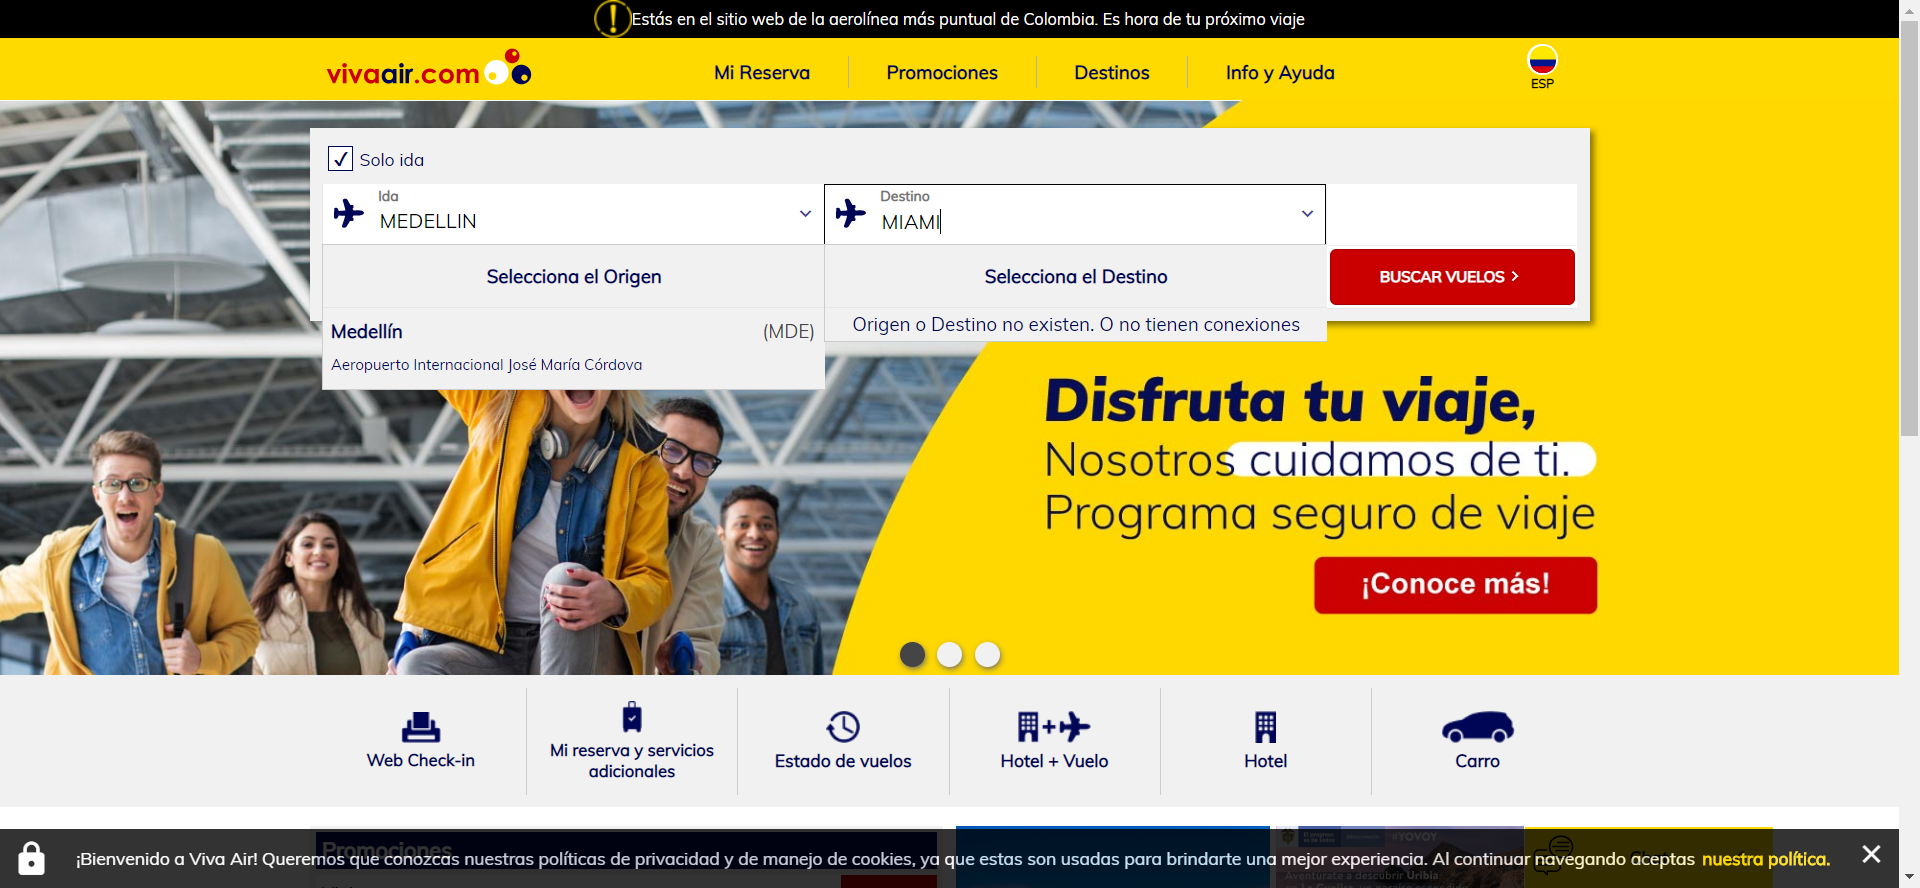 Estás en el sitio web de la aerolínea más puntual de Colombia. Es hora de tu próximo viaje
vivaair.com
Mi Reserva
Promociones
Destinos
Info y Ayuda
ESP
Solo ida
Ida
MEDELLIN
Destino
MIAMI
Selecciona el Origen
Selecciona el Destino
BUSCAR VUELOS
Medellín
(MDE)
Aeropuerto Internacional José María Córdova
Origen o Destino no existen. O no tienen conexiones
Disfruta tu viaje,
Nosotros cuidamos de ti.
Programa seguro de viaje
¡Conoce más!
Web Check-in
Mi reserva y servicios
adicionales
Estado de vuelos
Hotel + Vuelo
Hotel
Carro
Promociones
#YOVOY
¡Bienvenido a Viva Air! Queremos que conozcas nuestras políticas de privacidad y de manejo de cookies, ya que estas son usadas para brindarte una mejor experiencia. Al continuar navegando aceptas nuestra política.
Aventúrate a descubrir Uribia